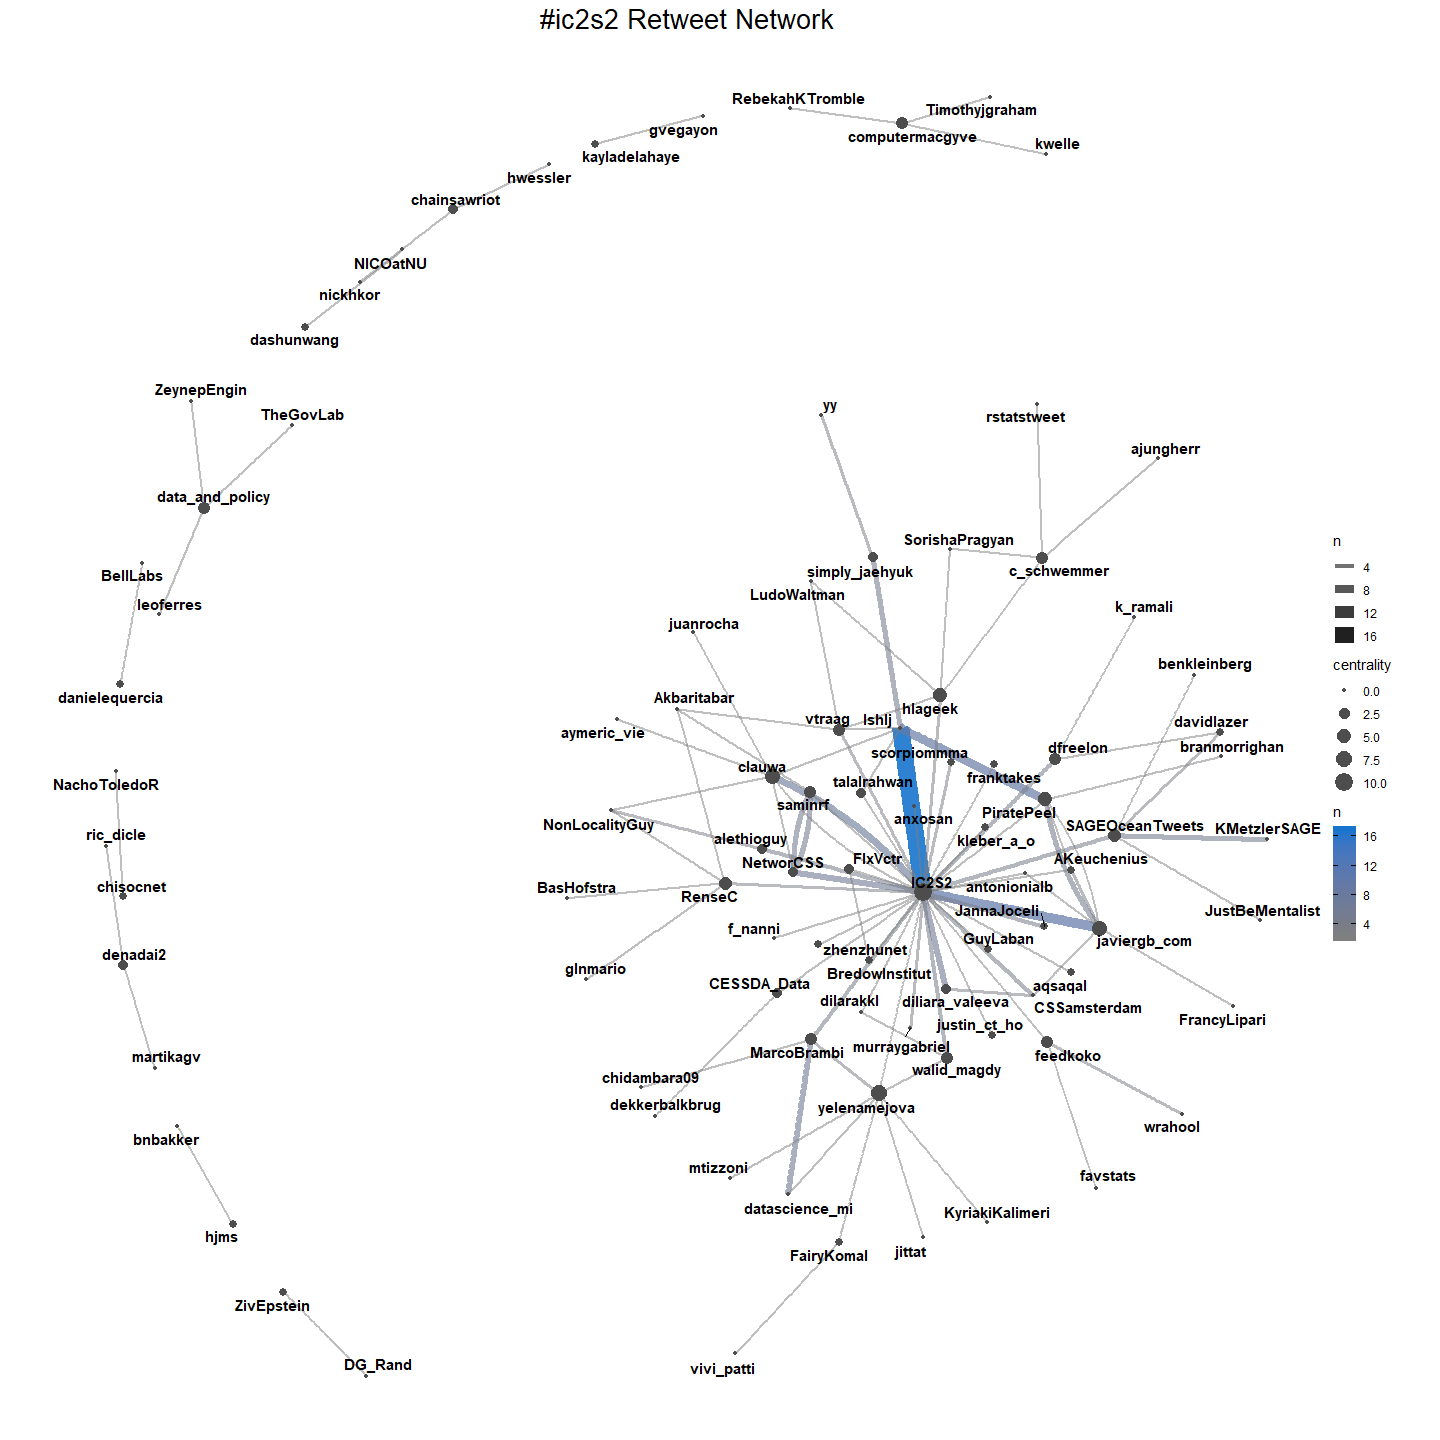 #ic2s2 Retweet Network
RebekahKTromble
Timothyjgraham
gvegayon
computermacgyve
kwelle
kayladelahaye
hwessler
chainsawriot
NICOatNU
nickhkor
dashunwang
ZeynepEngin
TheGovLab
yy
rstatstweet
ajungherr
data_and_policy
SorishaPragyan
BellLabs
simply_jaehyuk
c_schwemmer
LudoWaltman
leoferres
k_ramali
juanrocha
benkleinberg
danielequercia
Akbaritabar
hlageek
vtraag
lshlj
davidlazer
aymeric_vie
scorpiommma
dfreelon
branmorrighan
clauwa
talalrahwan
franktakes
NachoToledoR
saminrf
anxosan
PiratePeel
NonLocalityGuy
SAGEOceanTweets
KMetzlerSAGE
ric_dicle
alethioguy
kleber_a_o
NetworCSS
FlxVctr
AKeuchenius
chisocnet
BasHofstra
RenseC
IC2S2
antonionialb
JannaJoceli
JustBeMentalist
f_nanni
GuyLaban
javiergb_com
denadai2
zhenzhunet
glnmario
BredowInstitut
CESSDA_Data
aqsaqal
dilarakkl
diliara_valeeva
CSSamsterdam
justin_ct_ho
FrancyLipari
murraygabriel
MarcoBrambi
feedkoko
martikagv
walid_magdy
chidambara09
dekkerbalkbrug
yelenamejova
wrahool
bnbakker
mtizzoni
favstats
datascience_mi
KyriakiKalimeri
hjms
FairyKomal
jittat
ZivEpstein
DG_Rand
vivi_patti
n
4
8
12
16
centrality
0.0
2.5
5.0
7.5
10.0
n
16
12
8
4